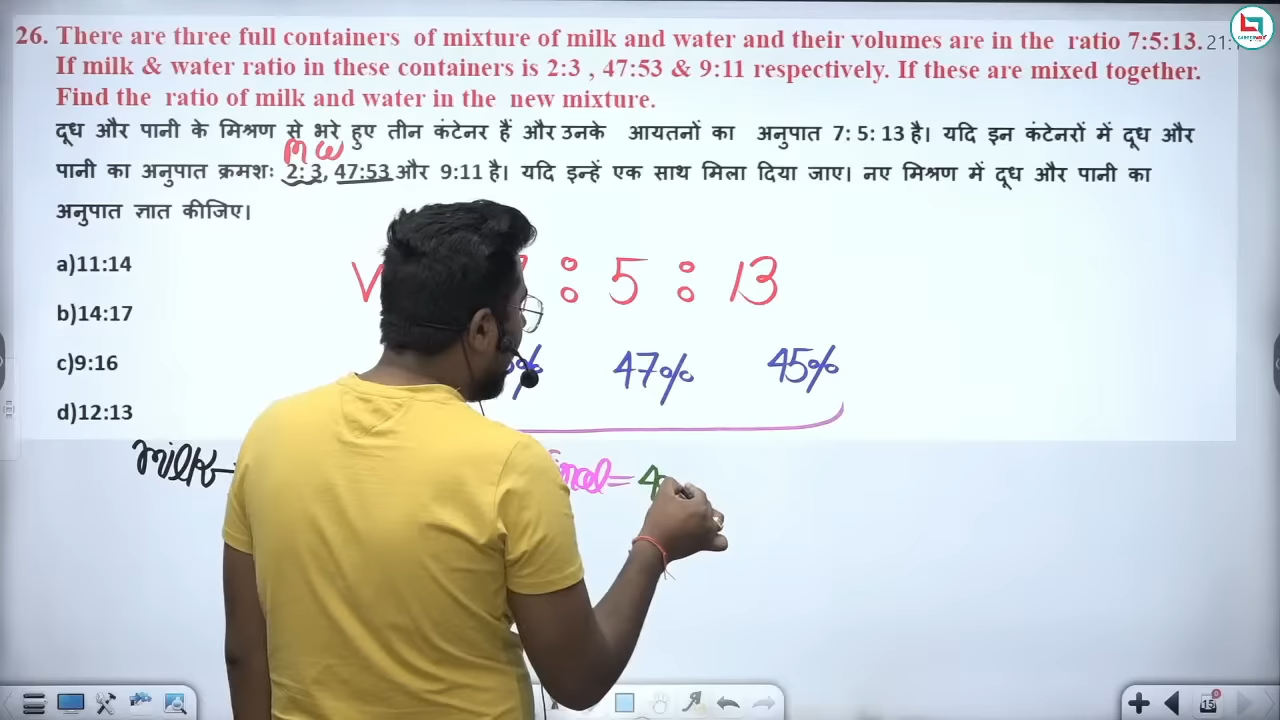 26. There are three full containers of mixture of milk and water and their volumes are in the ratio 7:5:13.
If milk & water ratio in these containers is 2:3 , 47:53 & 9:11 respectively. If these are mixed together.
Find the ratio of milk and water in the new mixture.
दूध और पानी के मिश्रण से भरे हुए तीन कंटेनर हैं और उनके आयतनों का अनुपात 7: 5: 13 है। यदि इन कंटेनरों में दूध और
M W
पानी का अनुपात क्रमशः 2: 3, 47:53 और 9:11 है। यदि इन्हें एक साथ मिला दिया जाए। नए मिश्रण में दूध और पानी का
अनुपात ज्ञात कीजिए।
a)11:14
b)14:17
c)9:16
d)12:13
: 5 : 13
% 47% 45%
milk
= 4
15